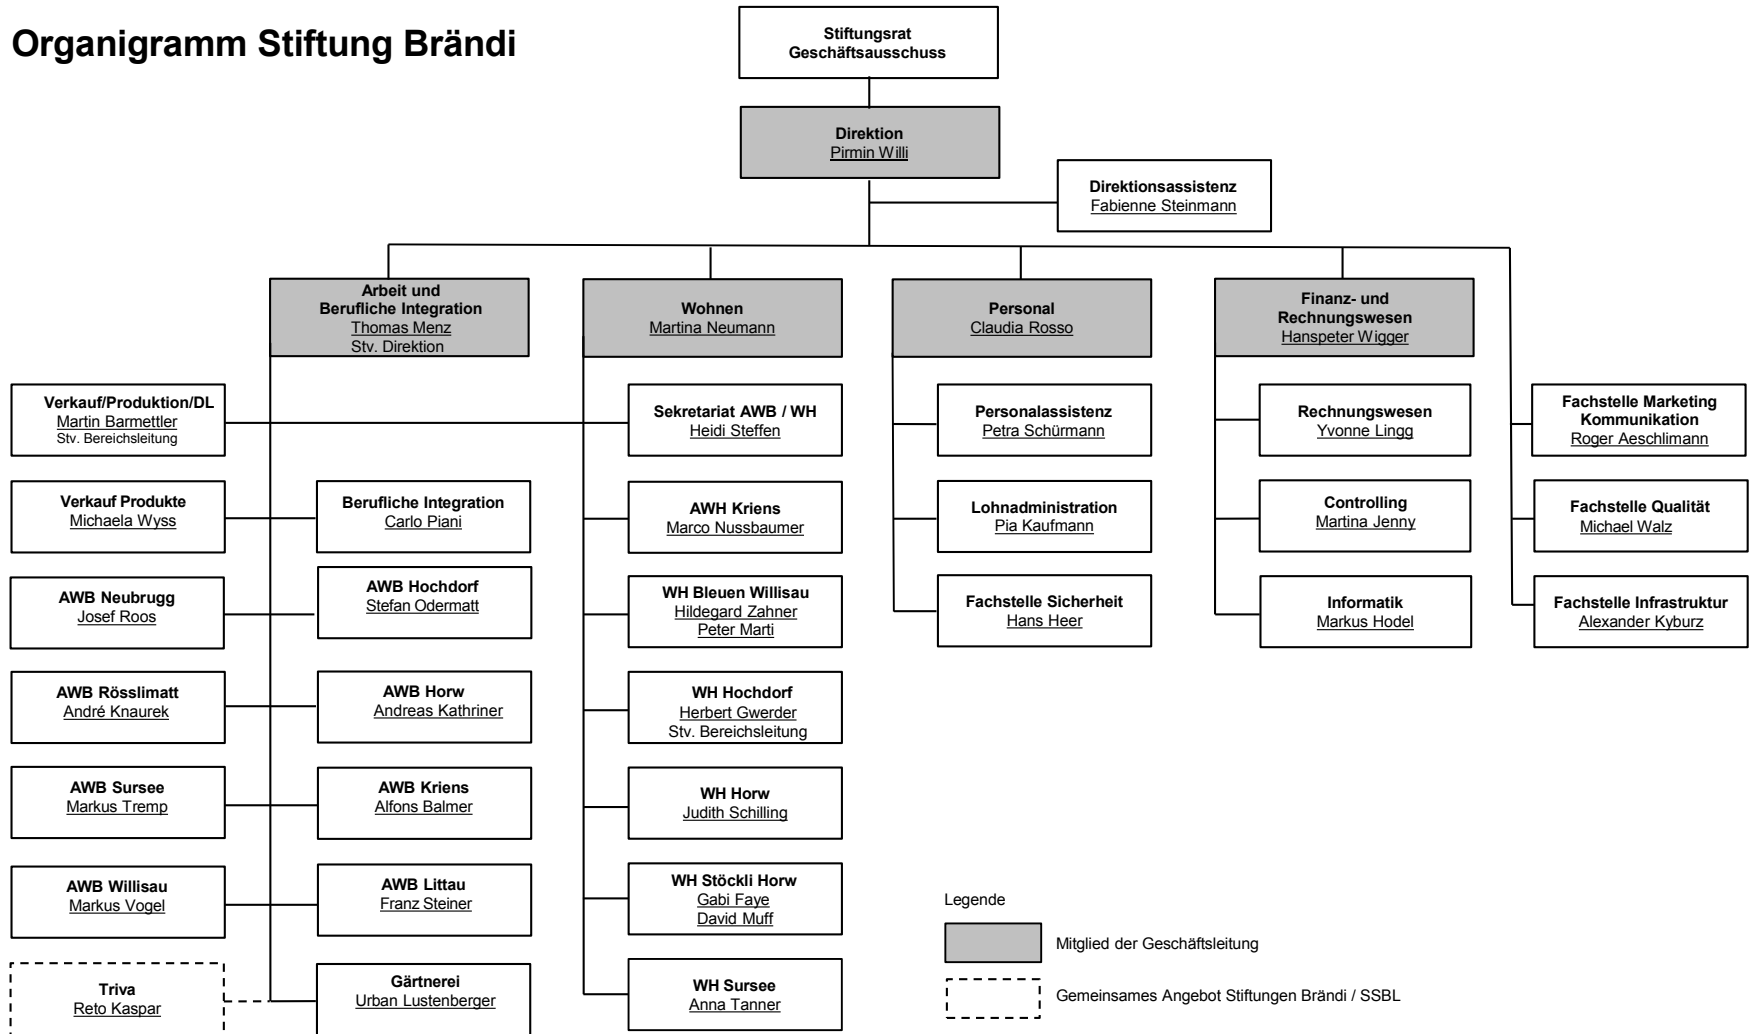 Organigramm Stiftung Brändi
Stiftungsrat
Geschäftsausschuss
Direktion
Pirmin Willi
Direktionsassistenz
Fabienne Steinmann
Arbeit und
Berufliche Integration
Thomas Menz
Stv. Direktion
Wohnen
Martina Neumann
Personal
Claudia Rosso
Finanz- und
Rechnungswesen
Hanspeter Wigger
Verkauf/Produktion/DL
Martin Barmettler
Stv. Bereichsleitung
Sekretariat AWB / WH
Heidi Steffen
Personalassistenz
Petra Schürmann
Rechnungswesen
Yvonne Lingg
Fachstelle Marketing
Kommunikation
Roger Aeschlimann
Verkauf Produkte
Michaela Wyss
Berufliche Integration
Carlo Piani
AWH Kriens
Marco Nussbaumer
Lohnadministration
Pia Kaufmann
Controlling
Martina Jenny
Fachstelle Qualität
Michael Walz
AWB Neubrugg
Josef Roos
AWB Hochdorf
Stefan Odermatt
WH Bleuen Willisau
Hildegard Zahner
Peter Marti
Fachstelle Sicherheit
Hans Heer
Informatik
Markus Hodel
Fachstelle Infrastruktur
Alexander Kyburz
AWB Rösslimatt
André Knaurek
AWB Horw
Andreas Kathriner
WH Hochdorf
Herbert Gwerder
Stv. Bereichsleitung
AWB Sursee
Markus Tremp
AWB Kriens
Alfons Balmer
WH Horw
Judith Schilling
AWB Willisau
Markus Vogel
AWB Littau
Franz Steiner
WH Stöckli Horw
Gabi Faye
David Muff
Triva
Reto Kaspar
Gärtnerei
Urban Lustenberger
WH Sursee
Anna Tanner
Legende
Mitglied der Geschäftsleitung
Gemeinsames Angebot Stiftungen Brändi / SSBL